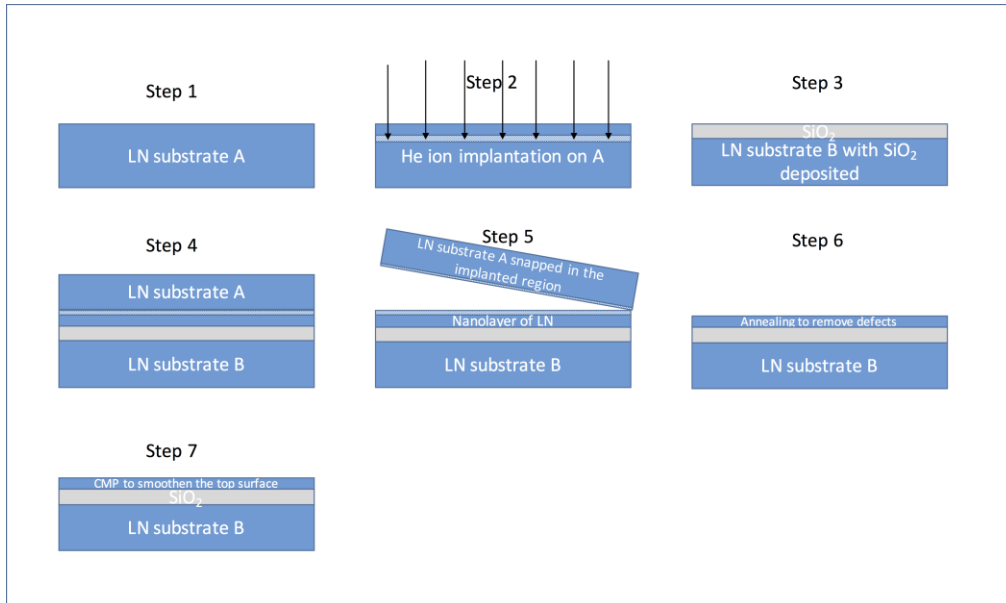 Step 1
LN substrate A
Step 2
He ion implantation on A
Step 3
SiO₂
LN substrate B with SiO₂
deposited
Step 4
LN substrate A
LN substrate B
Step 5
LN substrate A snapped in the
implanted region
Nanolayer of LN
LN substrate B
Step 6
Annealing to remove defects
LN substrate B
Step 7
CMP to smoothen the top surface
SiO₂
LN substrate B